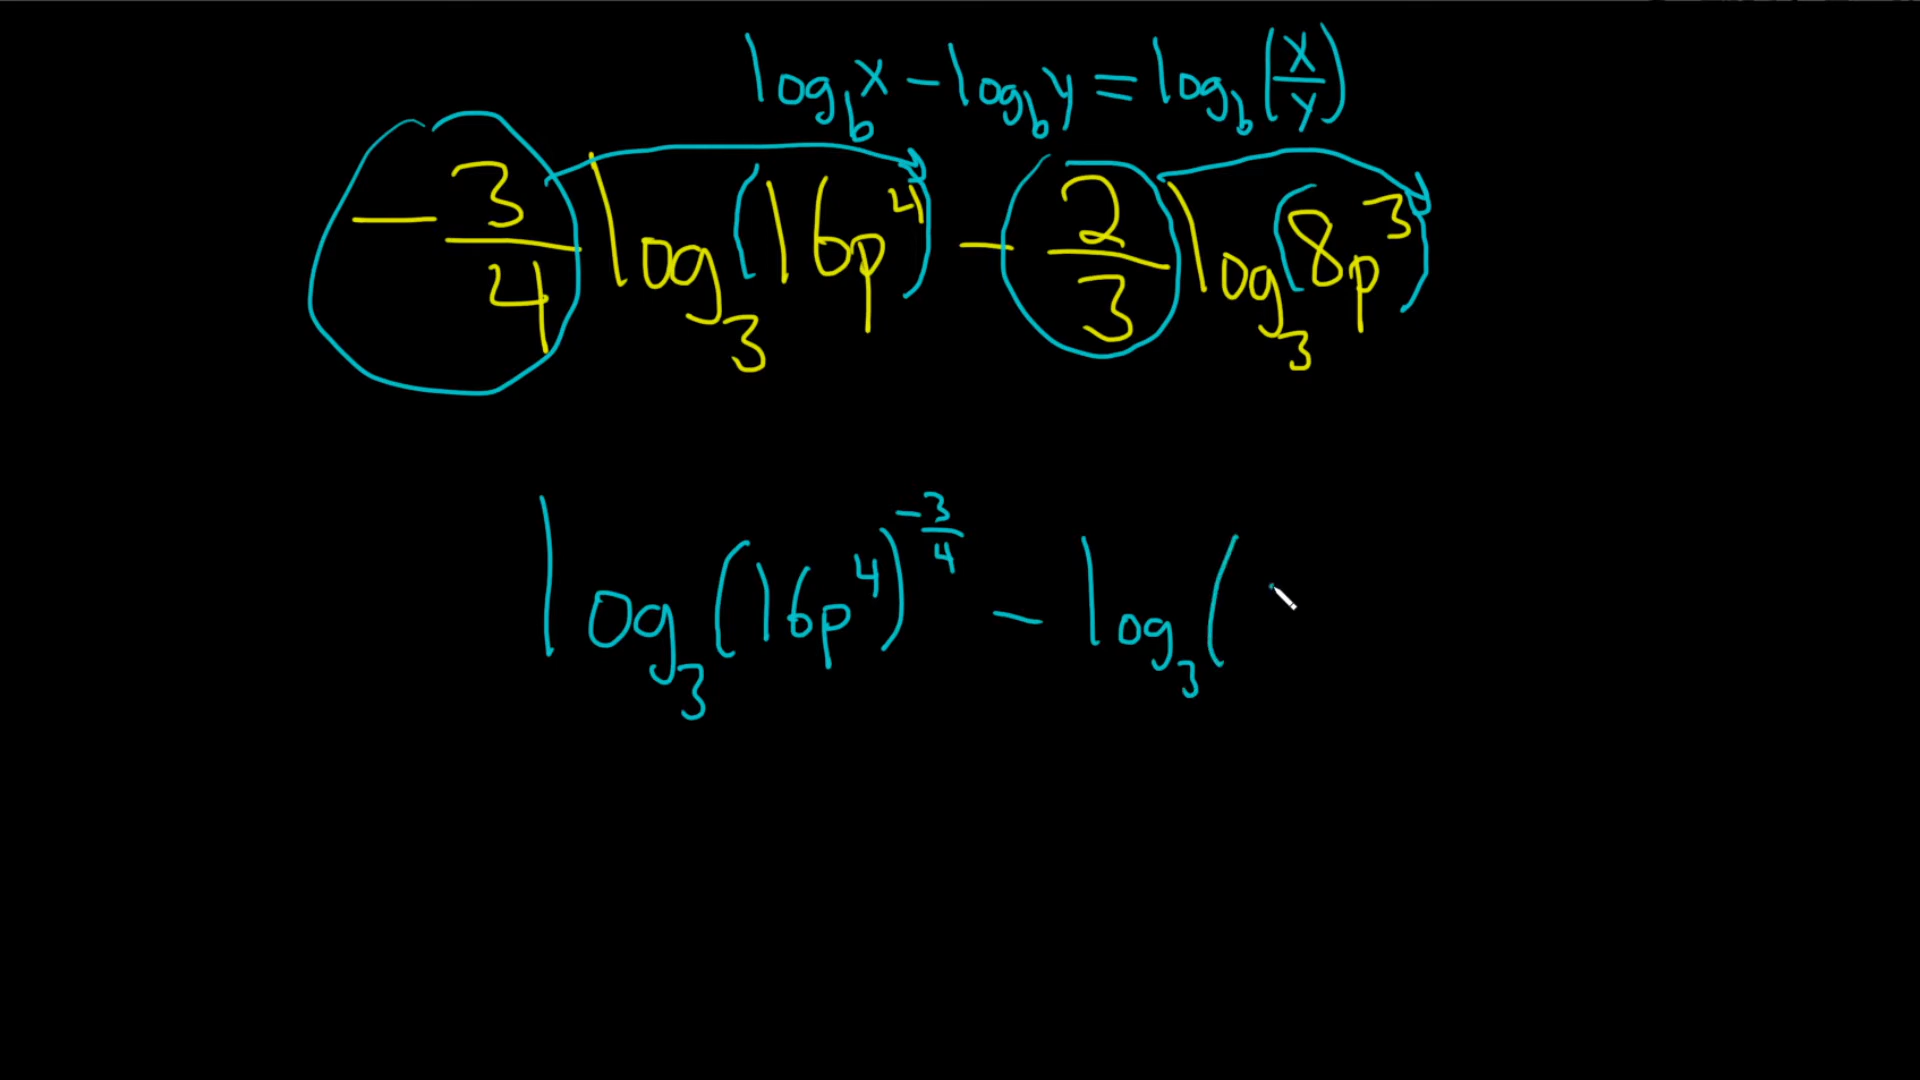 log_b x - log_b y = log_b (x/y)
-3/4 log_3 (16p^4) - 2/3 log_3 (8p^3)
log_3 (16p^4)^(-3/4) - log_3 (